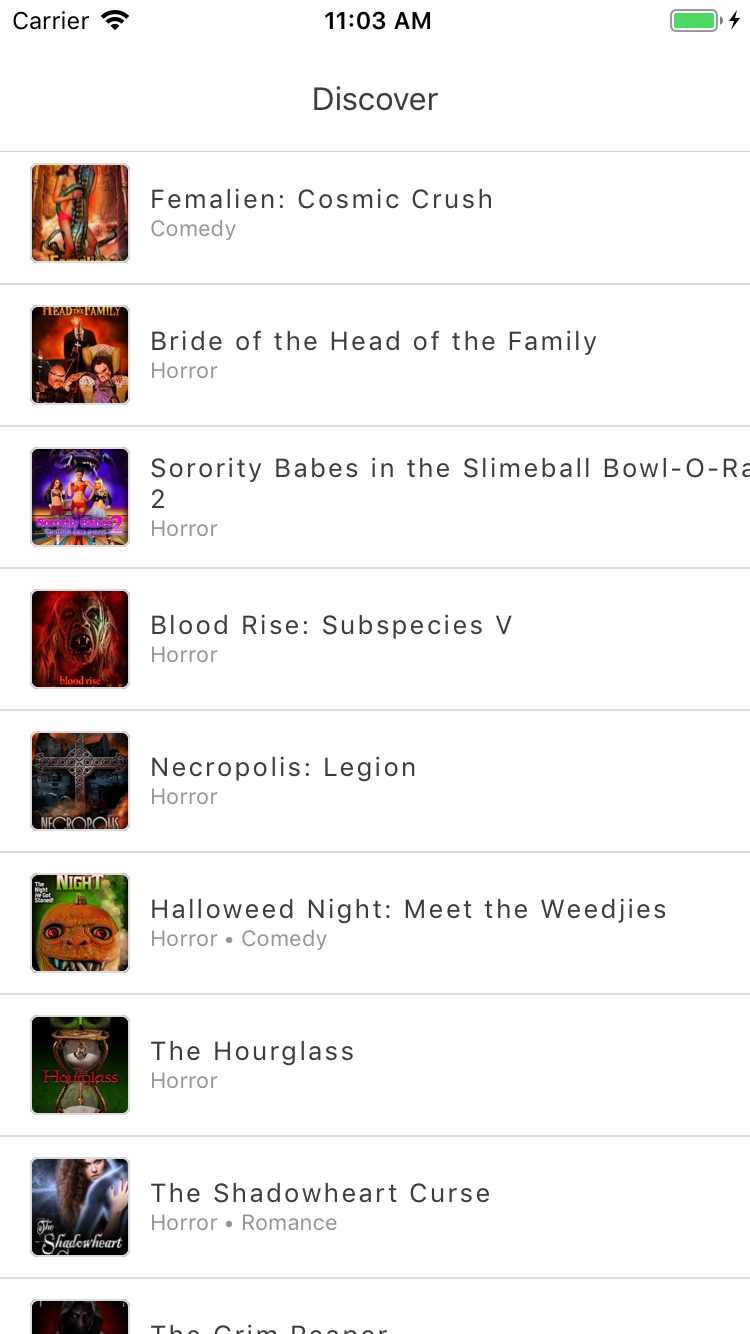 Carrier
11:03 AM
Discover
Femalien: Cosmic Crush
Comedy
HEAD THE FAMILY
Bride of the Head of the Family
Horror
Sorority Babes in the Slimeball Bowl-O-Ra
2
Horror
Sorority Babes 2
Blood Rise: Subspecies V
Horror
blood rise
Necropolis: Legion
Horror
NECROPOLIS
NIGHT
The
Night
He Got
Stoned!
Halloweed Night: Meet the Weedjies
Horror • Comedy
The Hourglass
Horror
The
Hourglass
The Shadowheart Curse
Horror • Romance
The
Shadowheart
The Grim Reaper